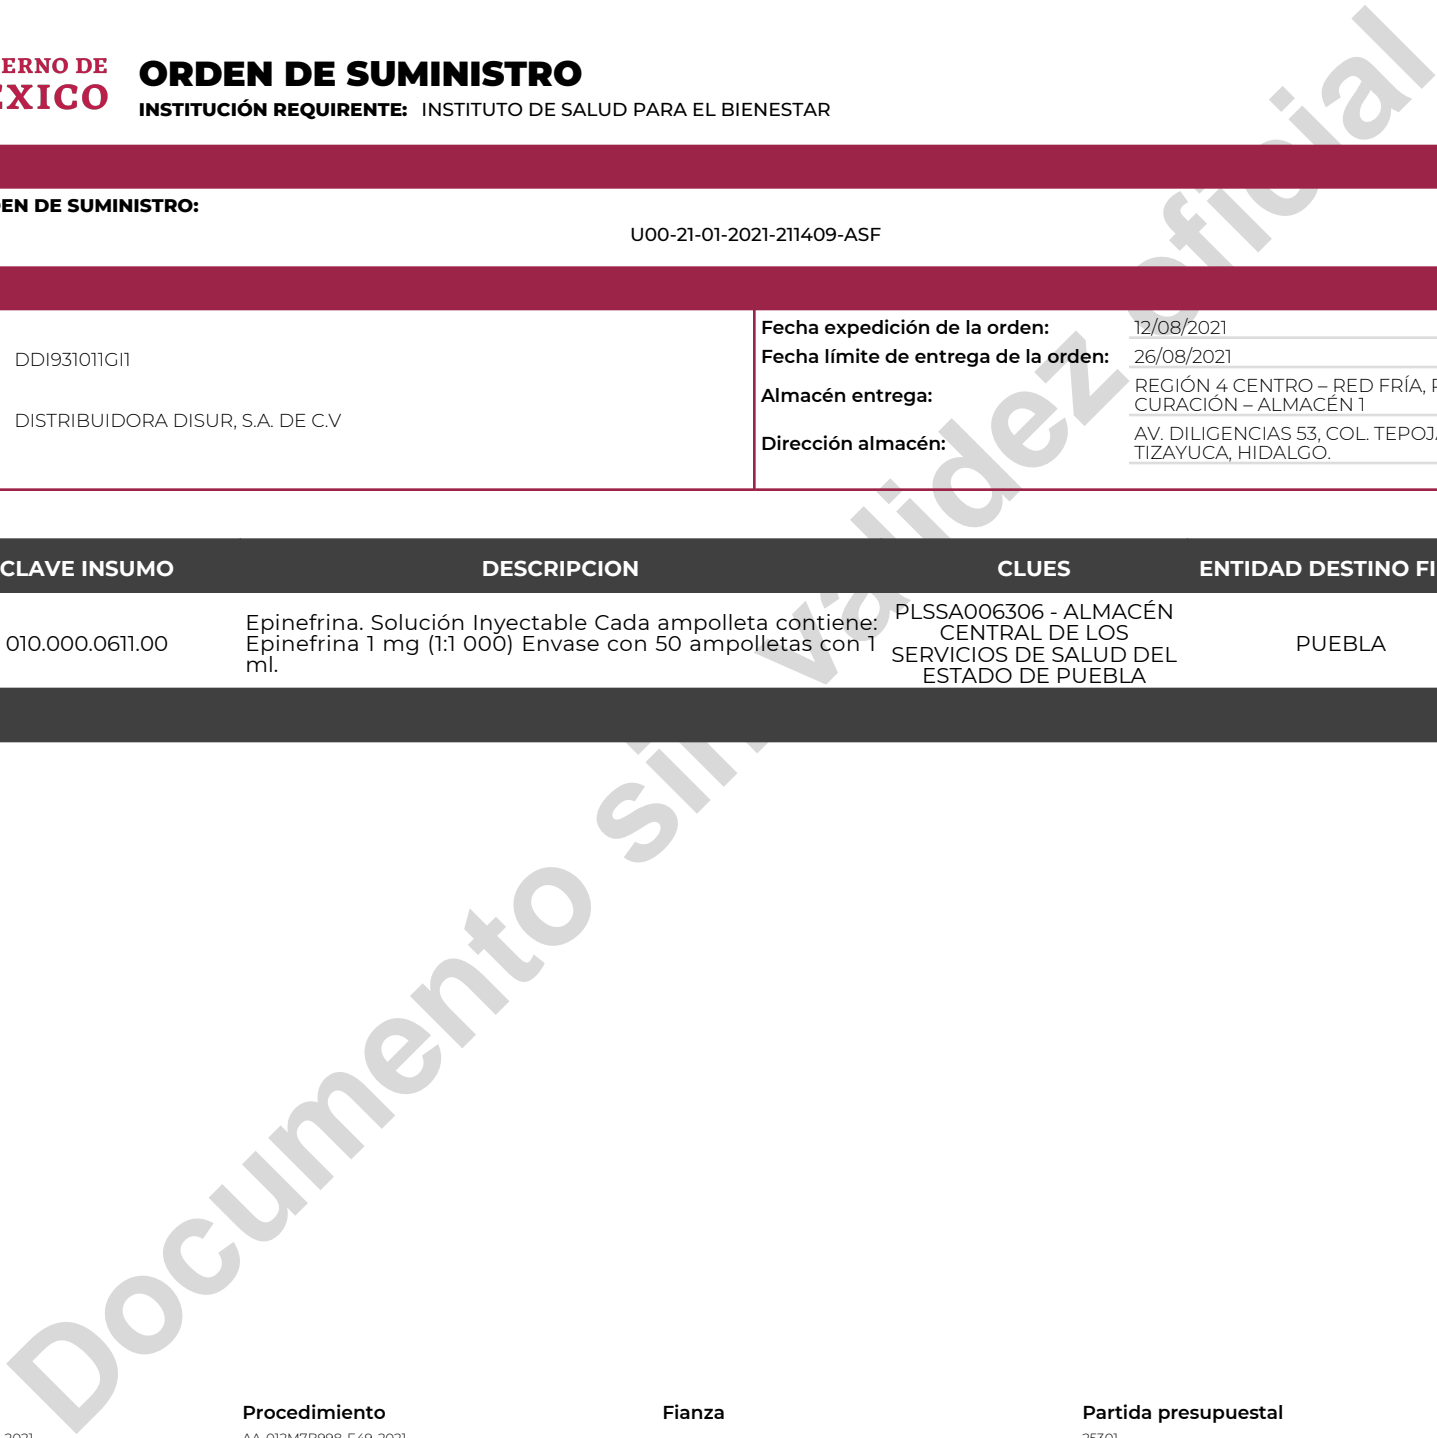 ERNO DE
ÉXICO
ORDEN DE SUMINISTRO
INSTITUCIÓN REQUIRENTE: INSTITUTO DE SALUD PARA EL BIENESTAR
EN DE SUMINISTRO:
U00-21-01-2021-211409-ASF
DDI931011GI1
DISTRIBUIDORA DISUR, S.A. DE C.V
Fecha expedición de la orden: 12/08/2021
Fecha límite de entrega de la orden: 26/08/2021
Almacén entrega: REGIÓN 4 CENTRO – RED FRÍA,
CURACIÓN – ALMACÉN 1
Dirección almacén: AV. DILIGENCIAS 53, COL. TEPOJA
TIZAYUCA, HIDALGO.
CLAVE INSUMO DESCRIPCION CLUES ENTIDAD DESTINO FI
010.000.0611.00
Epinefrina. Solución Inyectable Cada ampolleta contiene:
Epinefrina 1 mg (1:1 000) Envase con 50 ampolletas con 1
ml.
PLSSA006306 - ALMACÉN
CENTRAL DE LOS
SERVICIOS DE SALUD DEL
ESTADO DE PUEBLA
PUEBLA
Documento sin validez oficial
Procedimiento Fianza Partida presupuestal